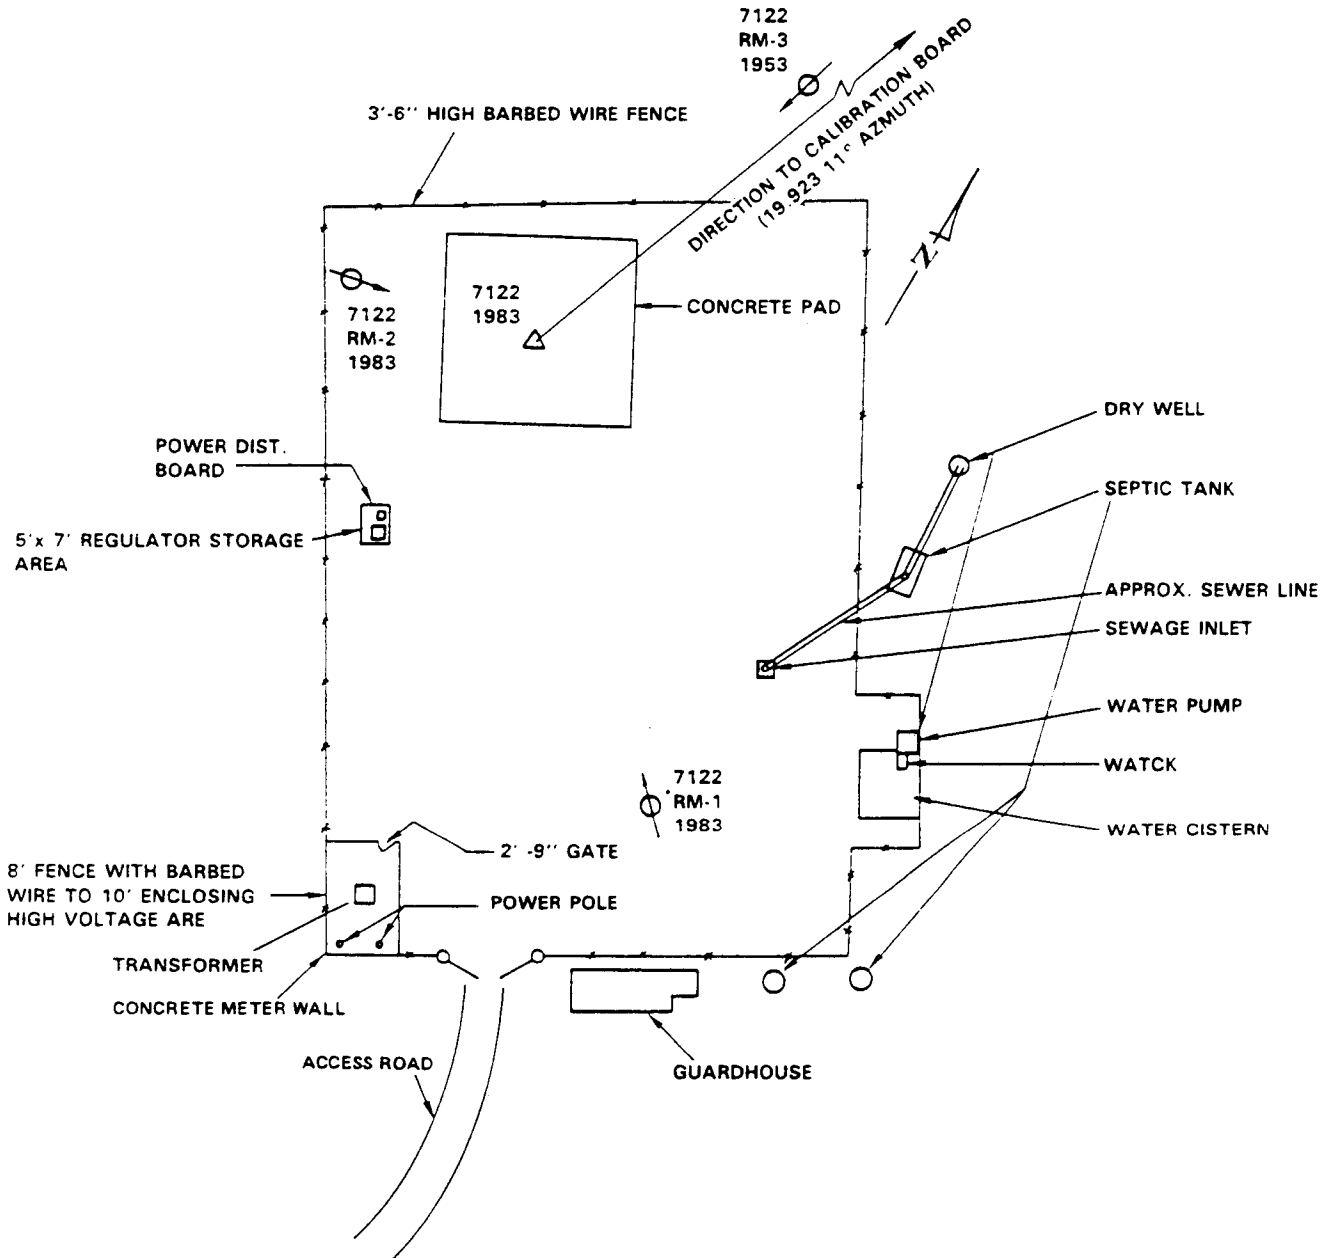 7122
RM-3
1953
DIRECTION TO CALIBRATION BOARD
(19.923 11° AZMUTH)
3'-6'' HIGH BARBED WIRE FENCE
N
7122
1983
CONCRETE PAD
7122
RM-2
1983
DRY WELL
POWER DIST.
BOARD
SEPTIC TANK
5'x 7' REGULATOR STORAGE
AREA
APPROX. SEWER LINE
SEWAGE INLET
WATER PUMP
WATCK
7122
RM-1
1983
WATER CISTERN
2' -9'' GATE
8' FENCE WITH BARBED
WIRE TO 10' ENCLOSING
HIGH VOLTAGE ARE
POWER POLE
TRANSFORMER
CONCRETE METER WALL
ACCESS ROAD
GUARDHOUSE